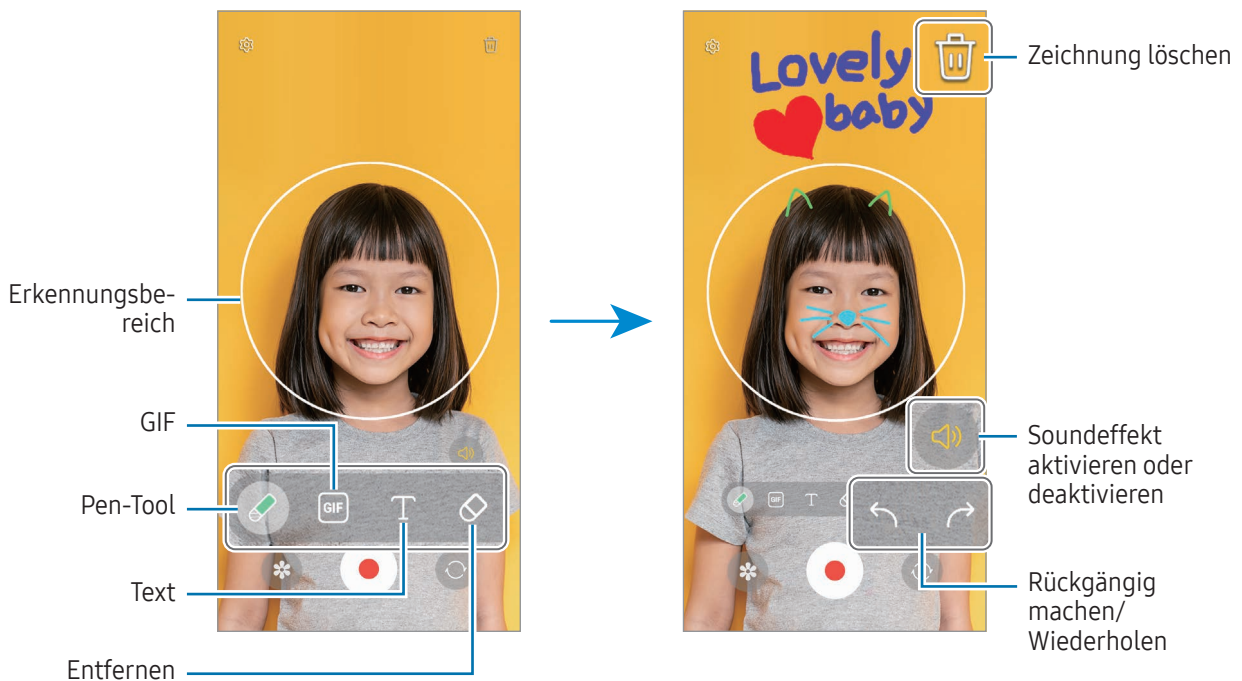 Lovely
baby
Zeichnung löschen
Erkennungsbe-
reich
GIF
Pen-Tool
GIF
T
Text
Entfernen
GIF
T
Soundeffekt
aktivieren oder
deaktivieren
Rückgängig
machen/
Wiederholen